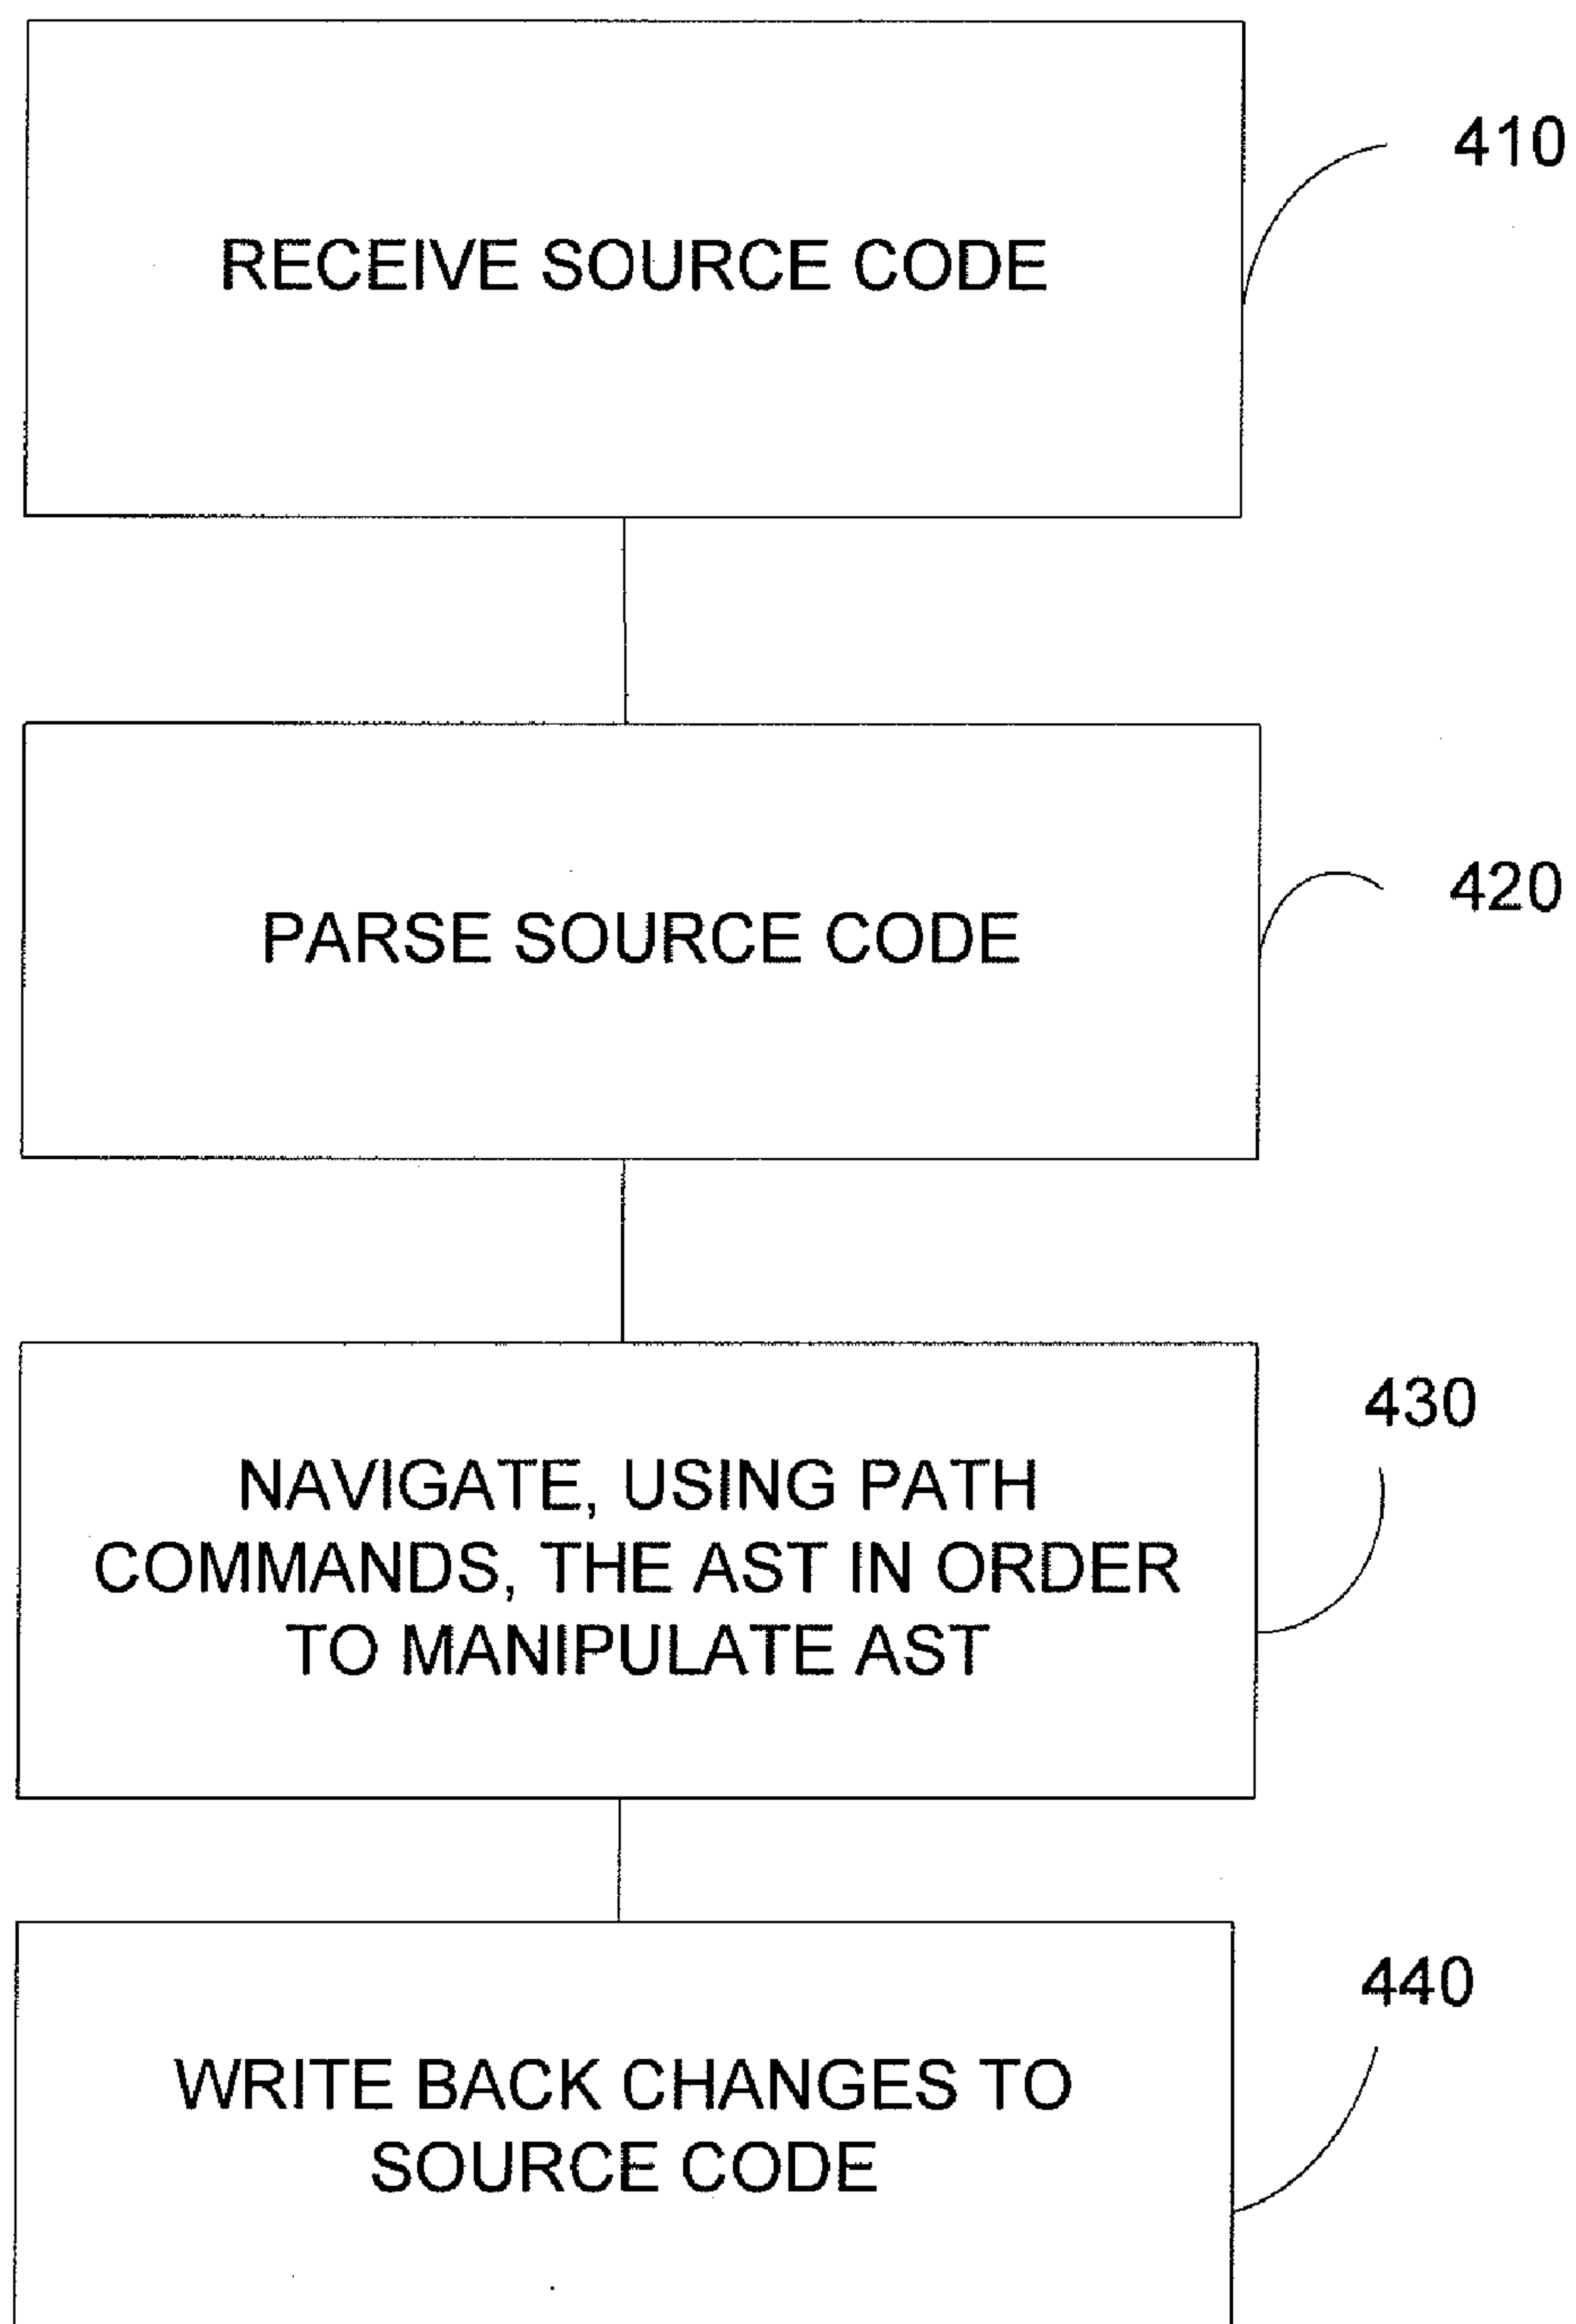 410
RECEIVE SOURCE CODE
420
PARSE SOURCE CODE
430
NAVIGATE, USING PATH
COMMANDS, THE AST IN ORDER
TO MANIPULATE AST
440
WRITE BACK CHANGES TO
SOURCE CODE